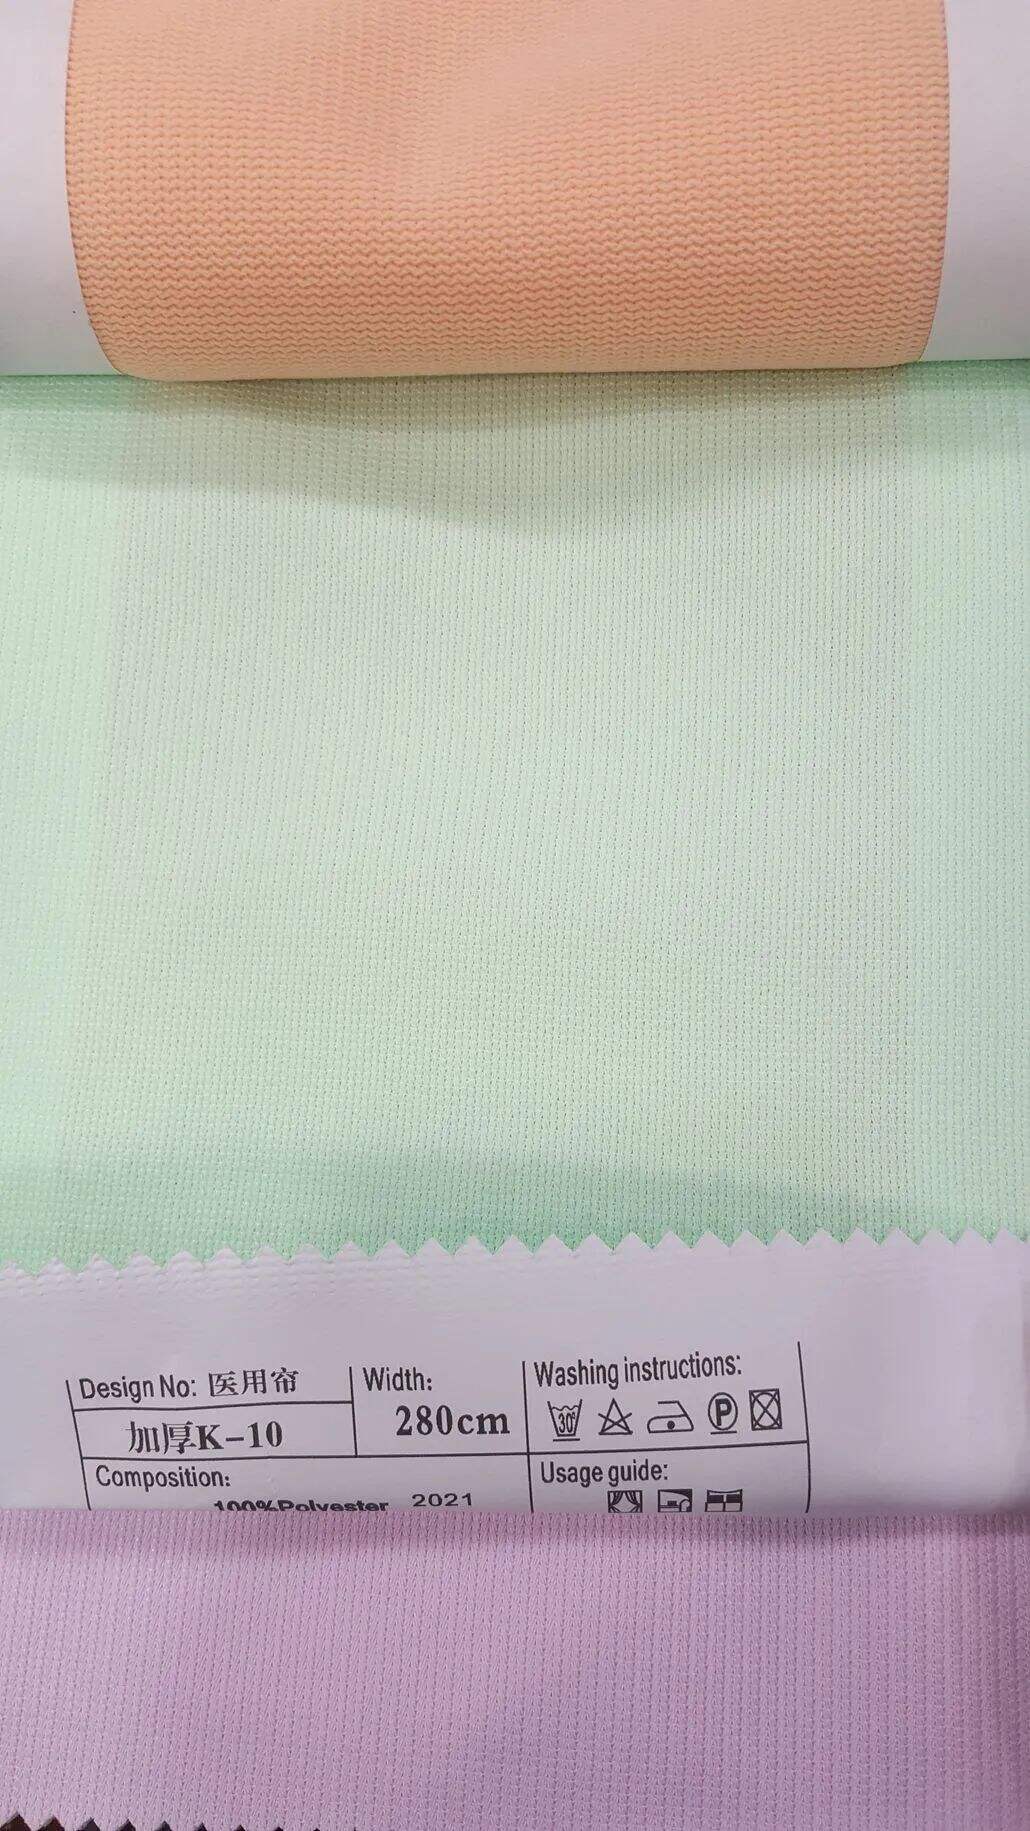 Design No: 医用帘
加厚K-10
Width:
280cm
Washing instructions:
30°
P
Composition:
100%Polyester 2021
Usage guide: